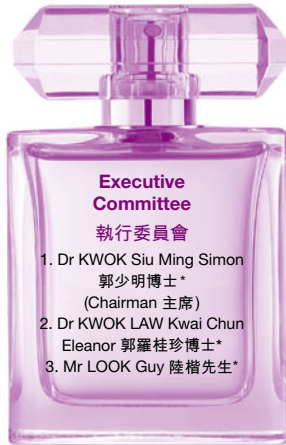 Executive
Committee
執行委員會
1. Dr KWOK Siu Ming Simon
郭少明博士*
(Chairman 主席)
2. Dr KWOK LAW Kwai Chun
Eleanor 郭羅桂珍博士*
3. Mr LOOK Guy 陸楷先生*